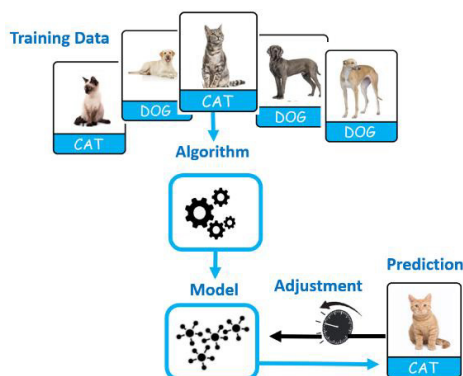 Training Data
CAT
DOG
CAT
DOG
DOG
Algorithm
Model
Adjustment
Prediction
CAT